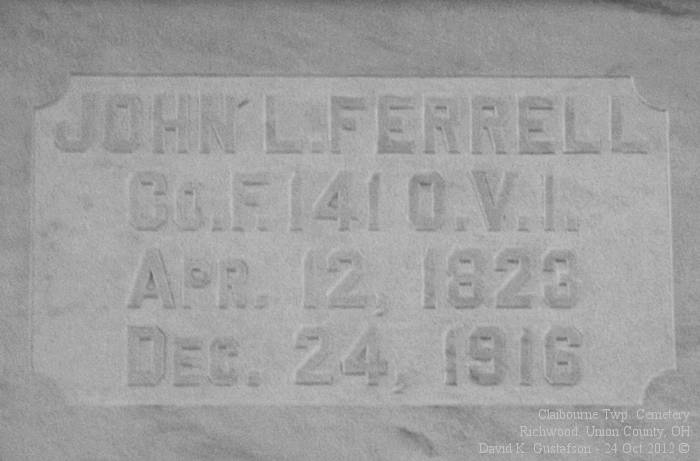 JOHN L. FERRELL
Co. F. 141 O.V.I.
APR. 12, 1823
DEC. 24, 1916
Claibourne Twp. Cemetery
Richwood, Union County, OH
David K. Gustafson - 24 Oct 2012 ©